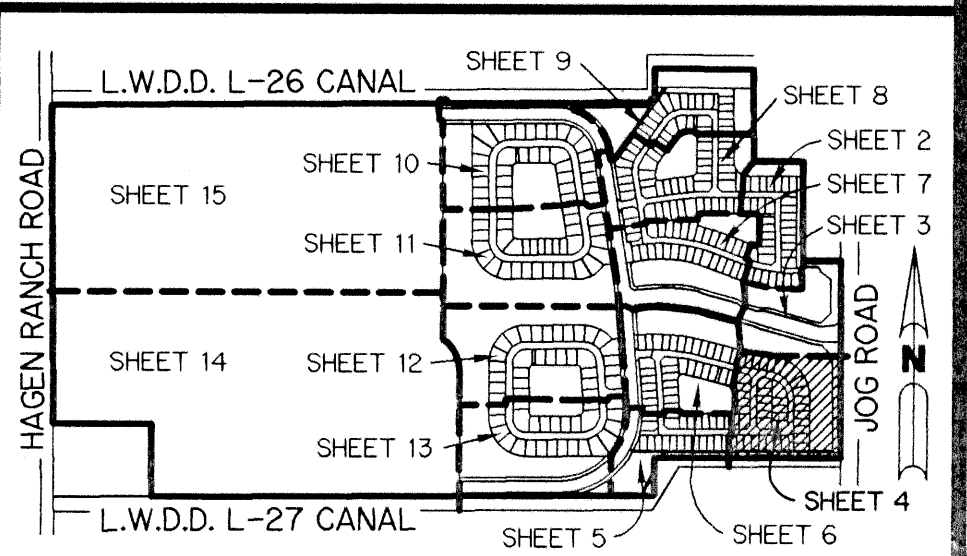 SHEET 9
L.W.D.D. L-26 CANAL
SHEET 8
SHEET 2
SHEET 10
SHEET 7
SHEET 15
SHEET 3
SHEET 11
HAGEN RANCH ROAD
JOG ROAD
N
SHEET 12
SHEET 14
SHEET 13
SHEET 4
L.W.D.D. L-27 CANAL
SHEET 5
SHEET 6